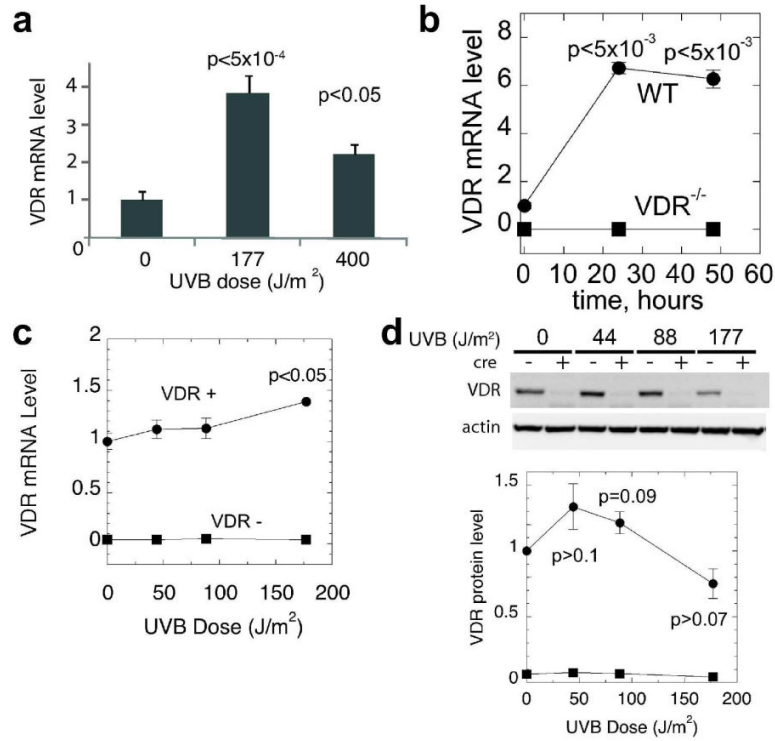 a
VDR mRNA level
4
3
2
1
0
p<5x10-4
p<0.05
0 177 400
UVB dose (J/m2)
b
VDR mRNA level
8
6
4
2
0
p<5x10-3
p<5x10-3
WT
VDR-/-
0 10 20 30 40 50 60
time, hours
c
VDR mRNA Level
2
1.5
1
0.5
0
VDR +
p<0.05
VDR -
0 50 100 150 200
UVB Dose (J/m2)
d
UVB (J/m2) 0 44 88 177
cre - + - + - + - +
VDR
actin
VDR protein level
1.5
1
0.5
0
p>0.1
p=0.09
p>0.07
0 50 100 150 200
UVB Dose (J/m2)